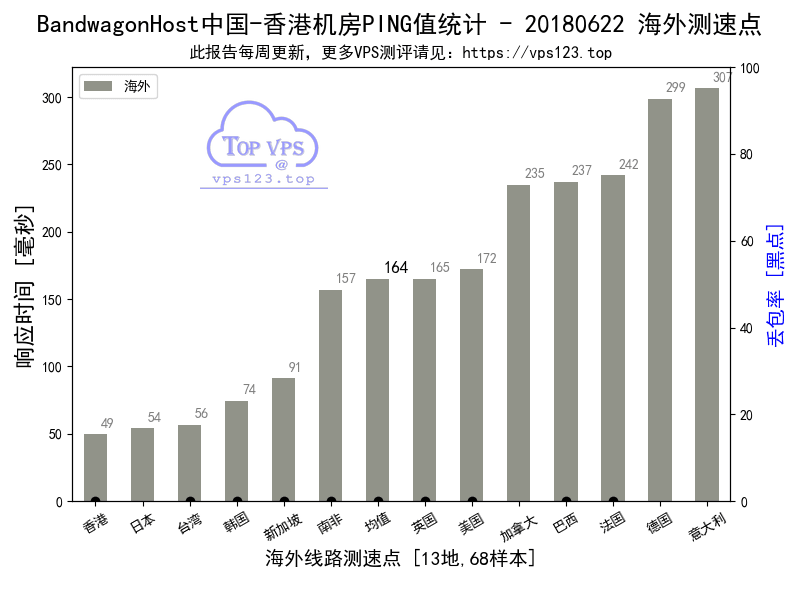 BandwagonHost中国-香港机房PING值统计 - 20180622 海外测速点
此报告每周更新，更多VPS测评请见：https://vps123.top
海外
Top VPS
@
vps123.top
响应时间 [毫秒]
丢包率 [黑点]
300
250
200
150
100
50
0
100
80
60
40
20
0
49
54
56
74
91
157
164
165
172
235
237
242
299
307
香港
日本
台湾
韩国
新加坡
南非
均值
英国
美国
加拿大
巴西
法国
德国
意大利
海外线路测速点 [13地,68样本]